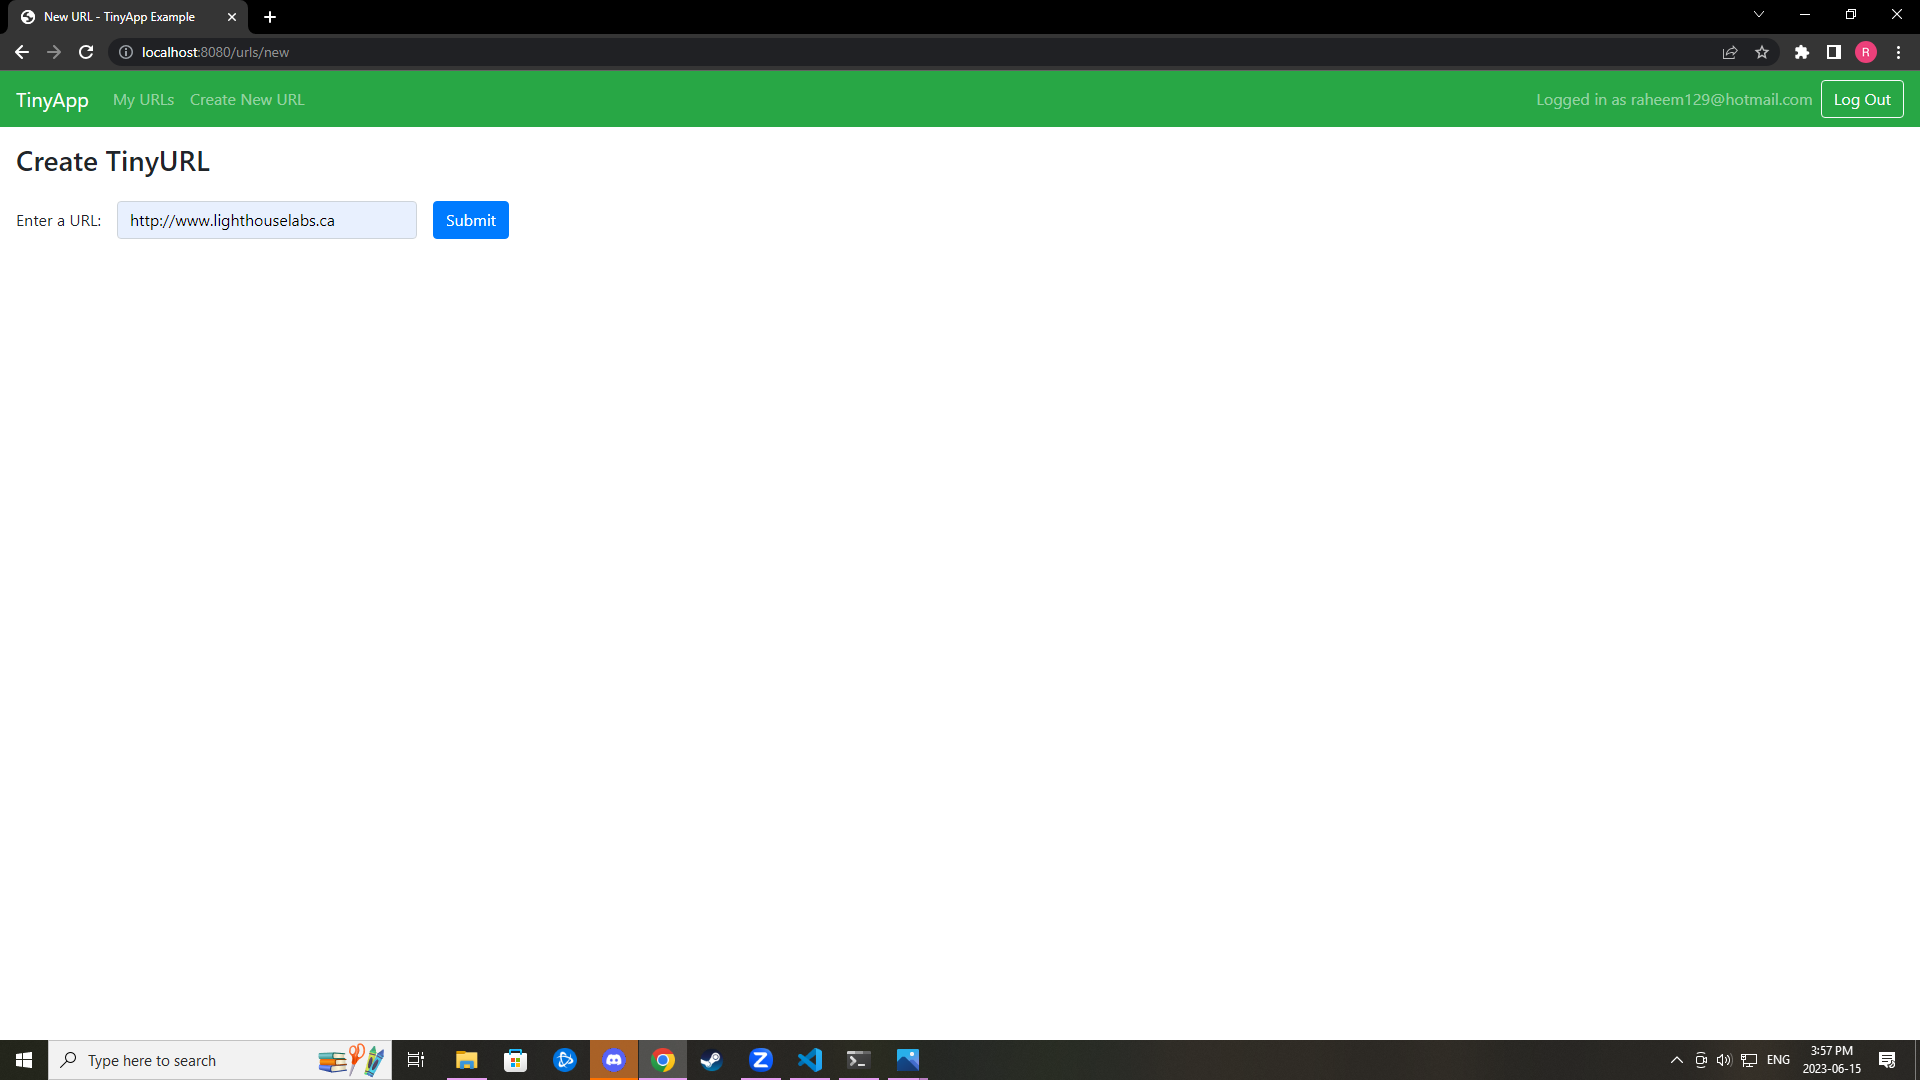 New URL - TinyApp Example
localhost:8080/urls/new
R
TinyApp My URLs Create New URL Logged in as raheem129@hotmail.com Log Out
Create TinyURL
Enter a URL: http://www.lighthouselabs.ca Submit
Type here to search
ENG
3:57 PM
2023-06-15